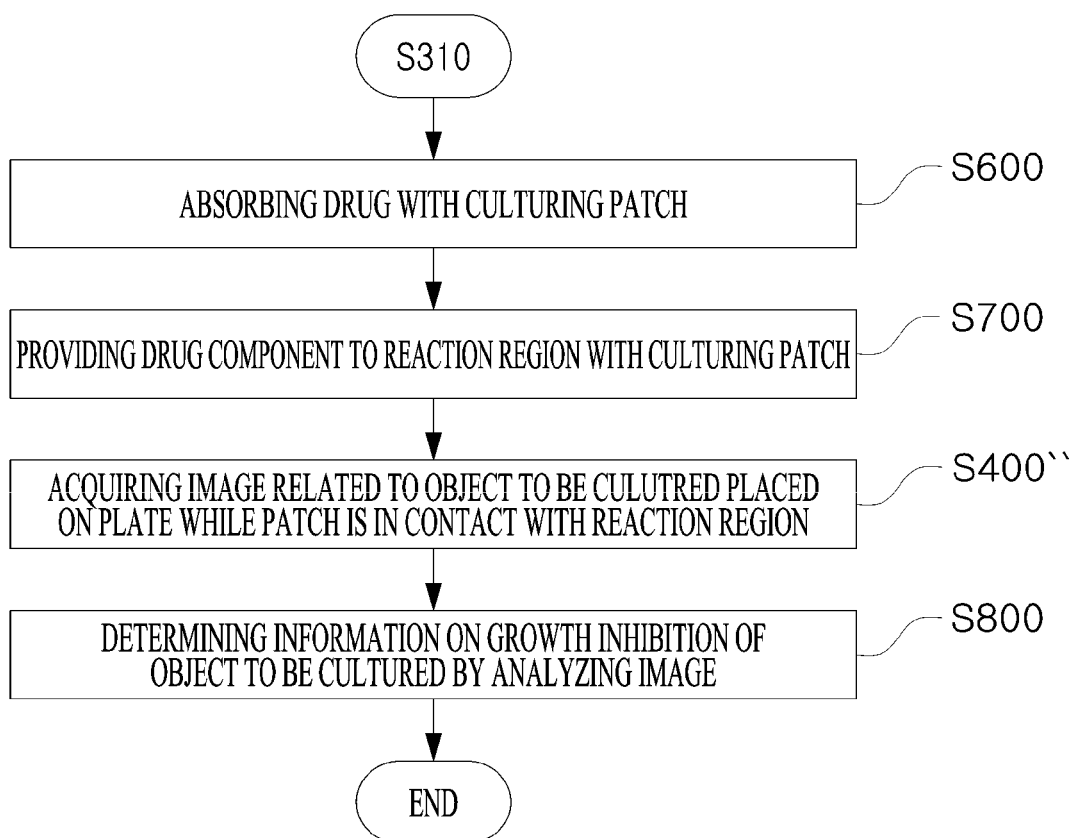 S310
ABSORBING DRUG WITH CULTURING PATCH
S600
PROVIDING DRUG COMPONENT TO REACTION REGION WITH CULTURING PATCH
S700
ACQUIRING IMAGE RELATED TO OBJECT TO BE CULUTRED PLACED
ON PLATE WHILE PATCH IS IN CONTACT WITH REACTION REGION
S400``
DETERMINING INFORMATION ON GROWTH INHIBITION OF
OBJECT TO BE CULTURED BY ANALYZING IMAGE
S800
END